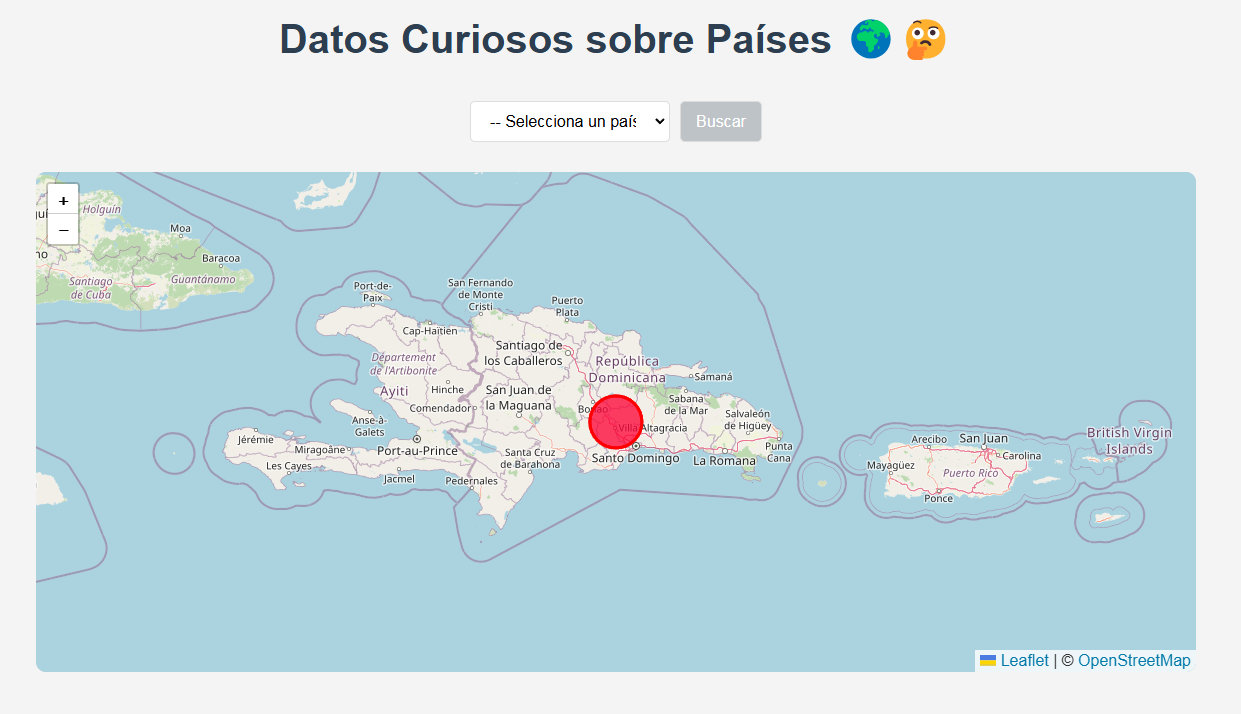 Datos Curiosos sobre Países 🌍 🤔
-- Selecciona un país
Buscar
+
−
Holguín
Moa
Baracoa
Santiago
de Cuba
Guantánamo
Port-de-
Paix
San Fernando
de Monte
Cristi
Puerto
Plata
Cap-Haïtien
Santiago de
los Caballeros
Département
de l'Artibonite
República
Dominicana
Samaná
Ayiti
Hinche
San Juan de
la Maguana
Sabana
de la Mar
Comendador
Bonao
Salvaleón
de Higüey
Anse-à-
Galets
Villa Altagracia
Jérémie
Miragoâne
Port-au-Prince
Santa Cruz
de Barahona
Santo Domingo
La Romana
Punta
Cana
Les Cayes
Jacmel
Pedernales
Arecibo
San Juan
Carolina
British Virgin
Islands
Mayagüez
Puerto Rico
Ponce
Leaflet | © OpenStreetMap